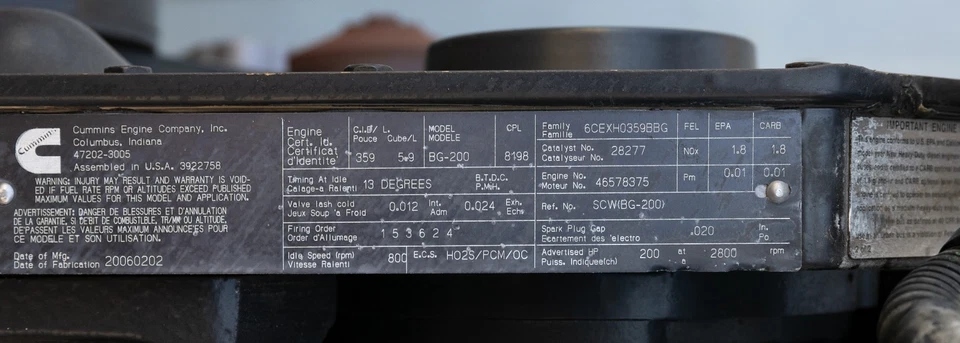 Cummins
Cummins Engine Company, Inc.
Columbus, Indiana
47202-3005
Assembled in U.S.A. 3922758
WARNING: INJURY MAY RESULT AND WARRANTY IS VOID-
ED IF FUEL RATE RPM OR ALTITUDES EXCEED PUBLISHED
MAXIMUM VALUES FOR THIS MODEL AND APPLICATION.
ADVERTISSEMENT: DANGER DE BLESSURES ET D'ANNULATION
DE LA GARANTIE, SI DEBIT DE COMBUSTIBLE, TR/MM OU ALTITUDE,
DEPASSENT LES VALEURS MAXIMUM ANNONCEES POUR
CE MODELE ET SON UTILISATION.
Date of Mfg.
Date of Fabrication 20060202
Engine
Cert. Id.
Certificat
d'Identite
C.I.D/ L.
Pouce Cube/L
359 5.9
MODEL
MODELE
BG-200
CPL
8198
Timing At Idle
Calage-a Ralenti 13 DEGREES B.T.D.C.
P.M.H.
Valve lash cold
Jeux Soup 'a Froid 0.012 Int.
Adm 0.024 Exh.
Echv
Firing Order
Order d'Allumage 1 5 3 6 2 4
Idle Speed (rpm)
Vitesse Ralenti 800 E.C.S. HO2S/PCM/OC
Family
Famille 6CEXH0359BBG
FEL EPA CARB
Catalyst No.
Catalyseur No. 28277 NOx 1.8 1.8
Engine No.
Moteur No. 46578375 Pm 0.01 0.01
Ref. No. SCW(BG-200)
Spark Plug Gap
Ecartement des 'electro .020 In.
Po
Advertised HP
Puiss. Indiquee(ch) 200 at
a 2800 rpm
IMPORTANT ENGINE